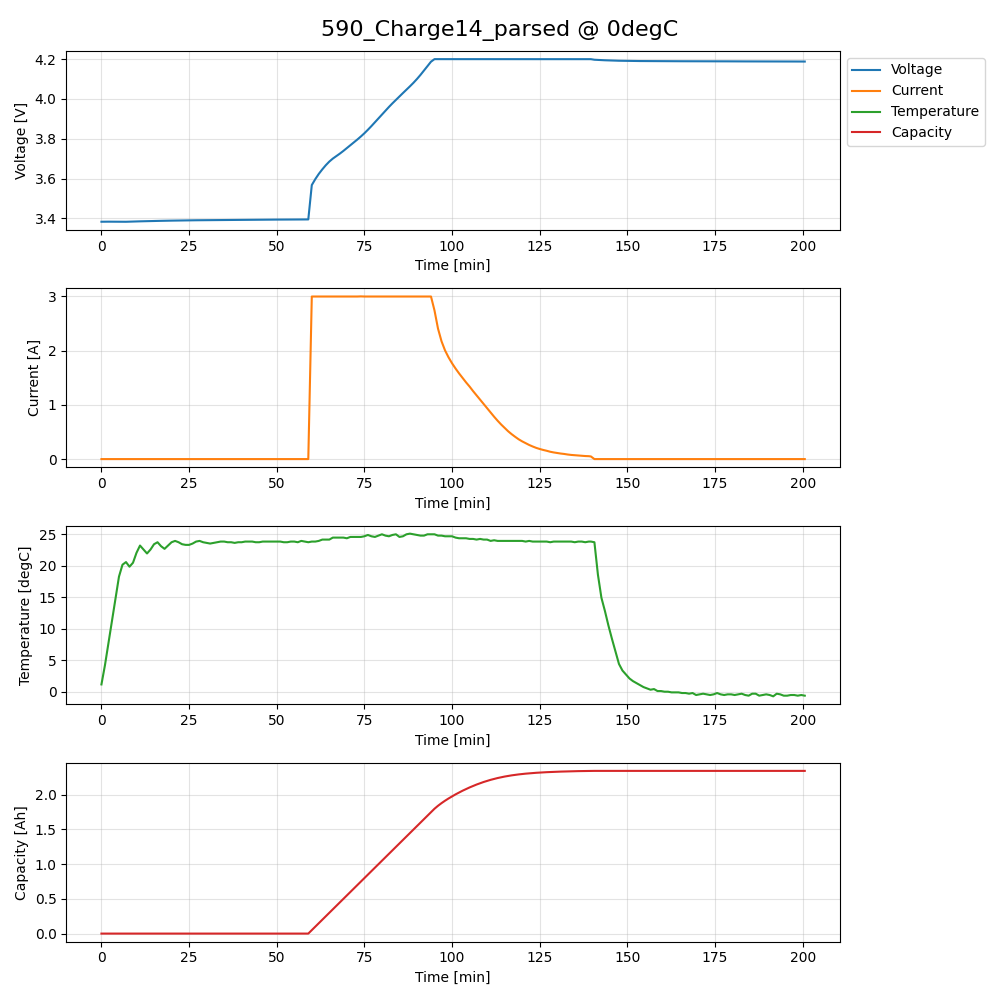 590_Charge14_parsed @ 0degC
4.2
4.0
3.8
3.6
3.4
Voltage [V]
0 25 50 75 100 125 150 175 200
Time [min]
Voltage
Current
Temperature
Capacity
3
2
1
0
Current [A]
0 25 50 75 100 125 150 175 200
Time [min]
25
20
15
10
5
0
Temperature [degC]
0 25 50 75 100 125 150 175 200
Time [min]
2.0
1.5
1.0
0.5
0.0
Capacity [Ah]
0 25 50 75 100 125 150 175 200
Time [min]